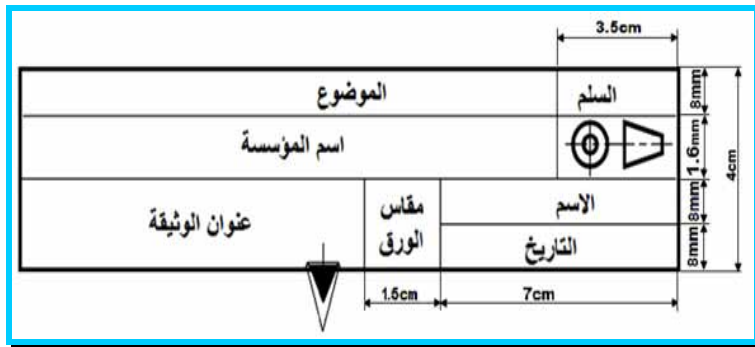 3.5cm
الموضوع
السلم
8mm
اسم المؤسسة
1.6mm
4cm
عنوان الوثيقة
مقاس
الورق
الاسم
8mm
التاريخ
8mm
1.5cm
7cm